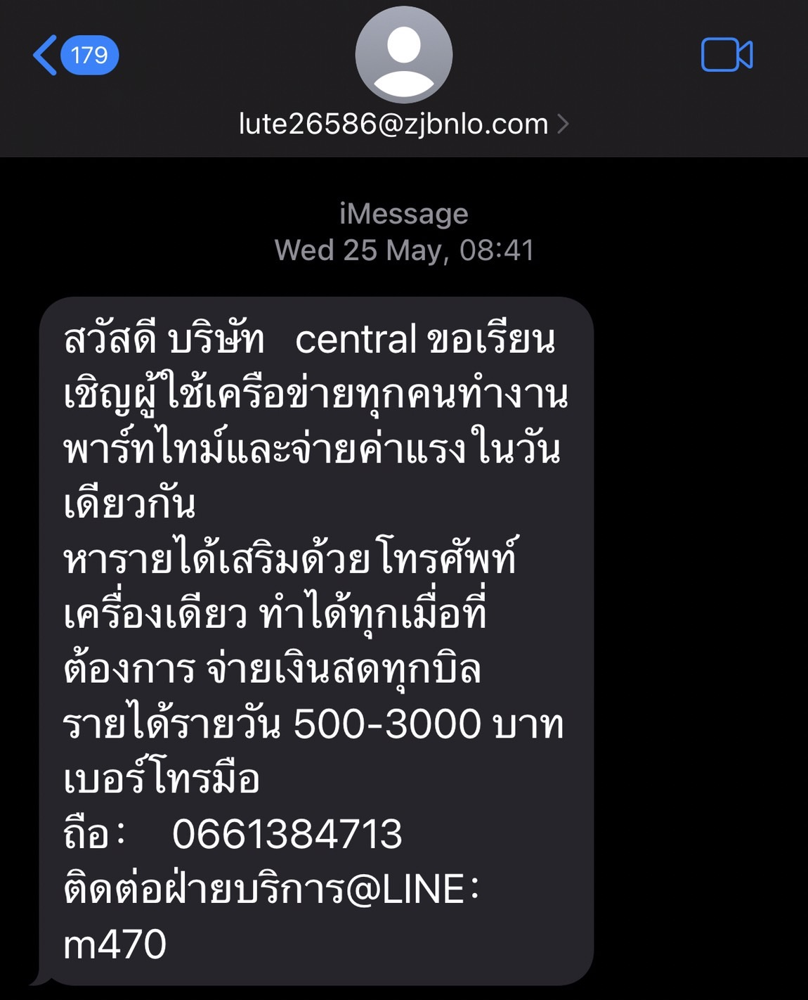 179
lute26586@zjbnlo.com
iMessage
Wed 25 May, 08:41
สวัสดี บริษัท central ขอเรียน
เชิญผู้ใช้เครือข่ายทุกคนทำงาน
พาร์ทไทม์และจ่ายค่าแรงในวัน
เดียวกัน
หารายได้เสริมด้วยโทรศัพท์
เครื่องเดียว ทำได้ทุกเมื่อที่
ต้องการ จ่ายเงินสดทุกบิล
รายได้รายวัน 500-3000 บาท
เบอร์โทรมือ
ถือ: 0661384713
ติดต่อฝ่ายบริการ@LINE:
m470